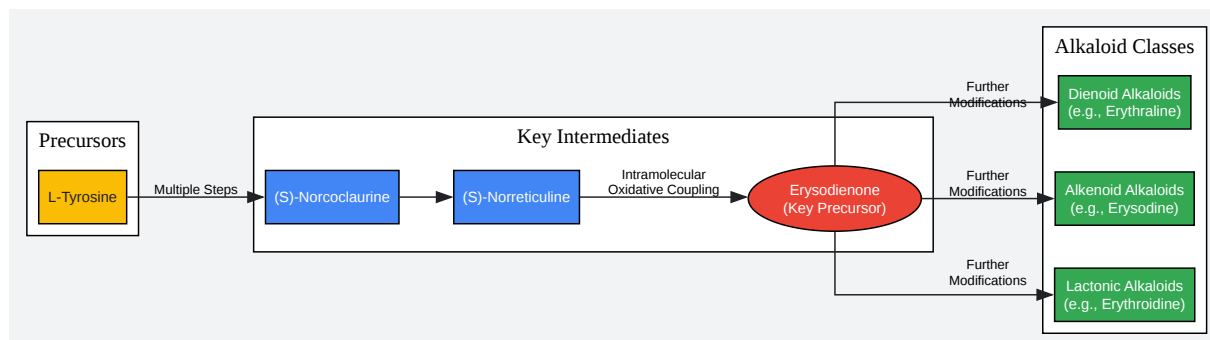 Precursors
L-Tyrosine
Multiple Steps
Key Intermediates
(S)-Norcoclaurine
(S)-Norreticuline
Intramolecular
Oxidative Coupling
Erysodienone
(Key Precursor)
Further
Modifications
Further
Modifications
Further
Modifications
Alkaloid Classes
Dienoid Alkaloids
(e.g., Erythraline)
Alkenoid Alkaloids
(e.g., Erysodine)
Lactonic Alkaloids
(e.g., Erythroidine)